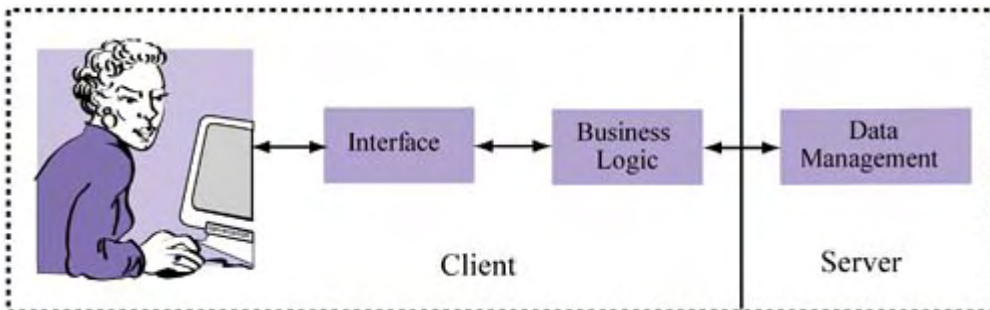 Interface
Business
Logic
Data
Management
Client
Server